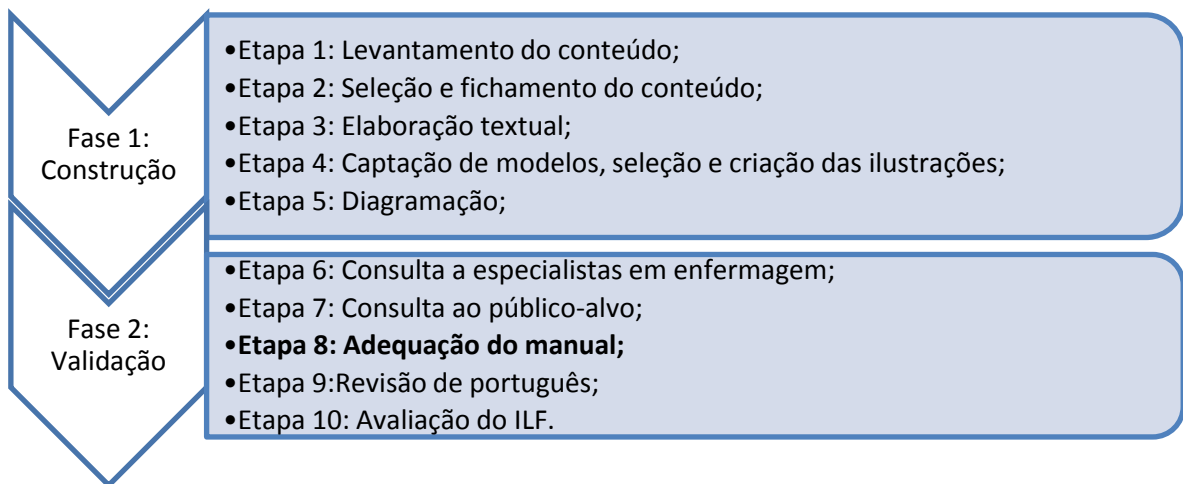 Fase 1:
Construção
•Etapa 1: Levantamento do conteúdo;
•Etapa 2: Seleção e fichamento do conteúdo;
•Etapa 3: Elaboração textual;
•Etapa 4: Captação de modelos, seleção e criação das ilustrações;
•Etapa 5: Diagramação;
Fase 2:
Validação
•Etapa 6: Consulta a especialistas em enfermagem;
•Etapa 7: Consulta ao público-alvo;
•Etapa 8: Adequação do manual;
•Etapa 9:Revisão de português;
•Etapa 10: Avaliação do ILF.